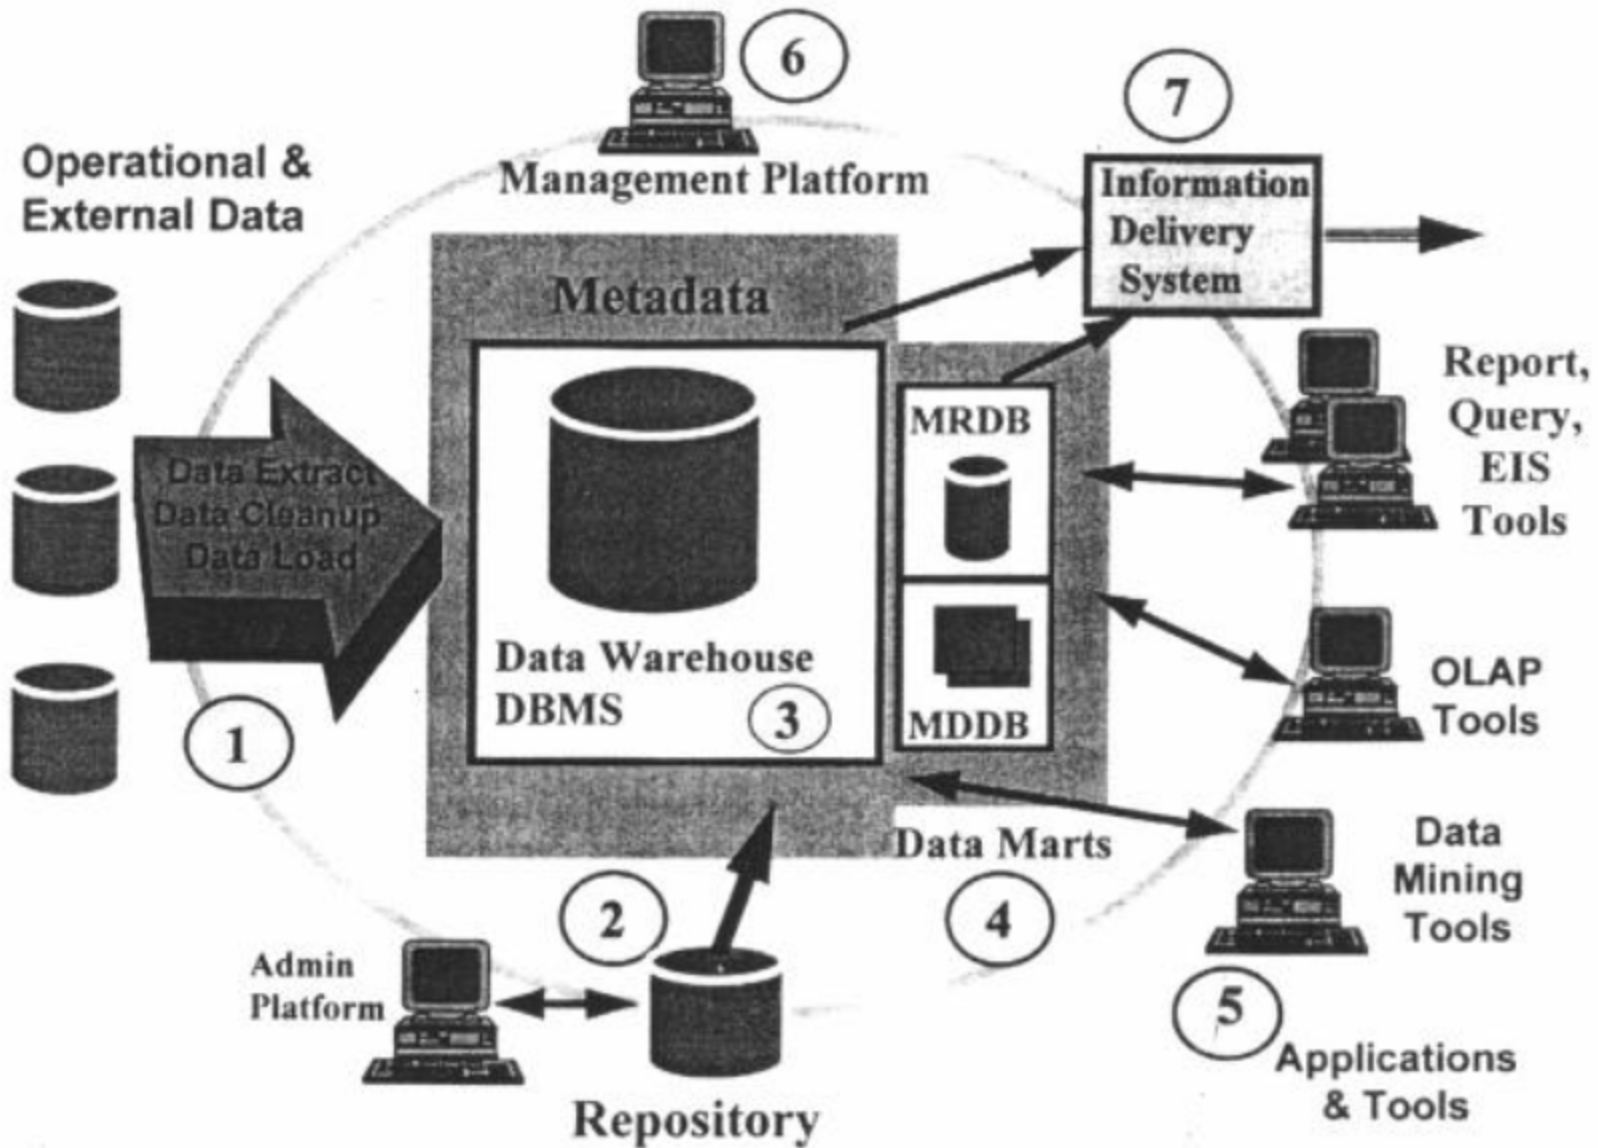 6
7
Operational &
External Data
Management Platform
Information
Delivery
System
Metadata
Report,
Query,
EIS
Tools
MRDB
Data Extract
Data Cleanup
Data Load
Data Warehouse
DBMS
3
MDDB
OLAP
Tools
1
Data Marts
4
Data
Mining
Tools
2
Admin
Platform
5
Applications
& Tools
Repository